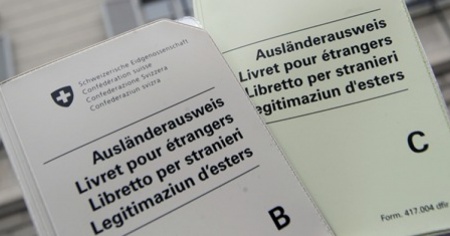 Schweizerische Eidgenossenschaft
Confédération suisse
Confederazione Svizzera
Confederaziun svizra
Ausländerausweis
Livret pour étrangers
Libretto per stranieri
Legitimaziun d'esters
B
Ausländerausweis
Livret pour étrangers
Libretto per stranieri
Legitimaziun d'esters
C
Form. 417.004 dfir